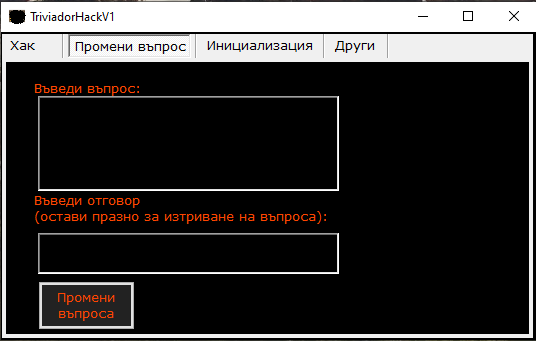 TriviadorHackV1
Хак Промени въпрос Инициализация Други
Въведи въпрос:
Въведи отговор
(остави празно за изтриване на въпроса):
Промени
въпроса